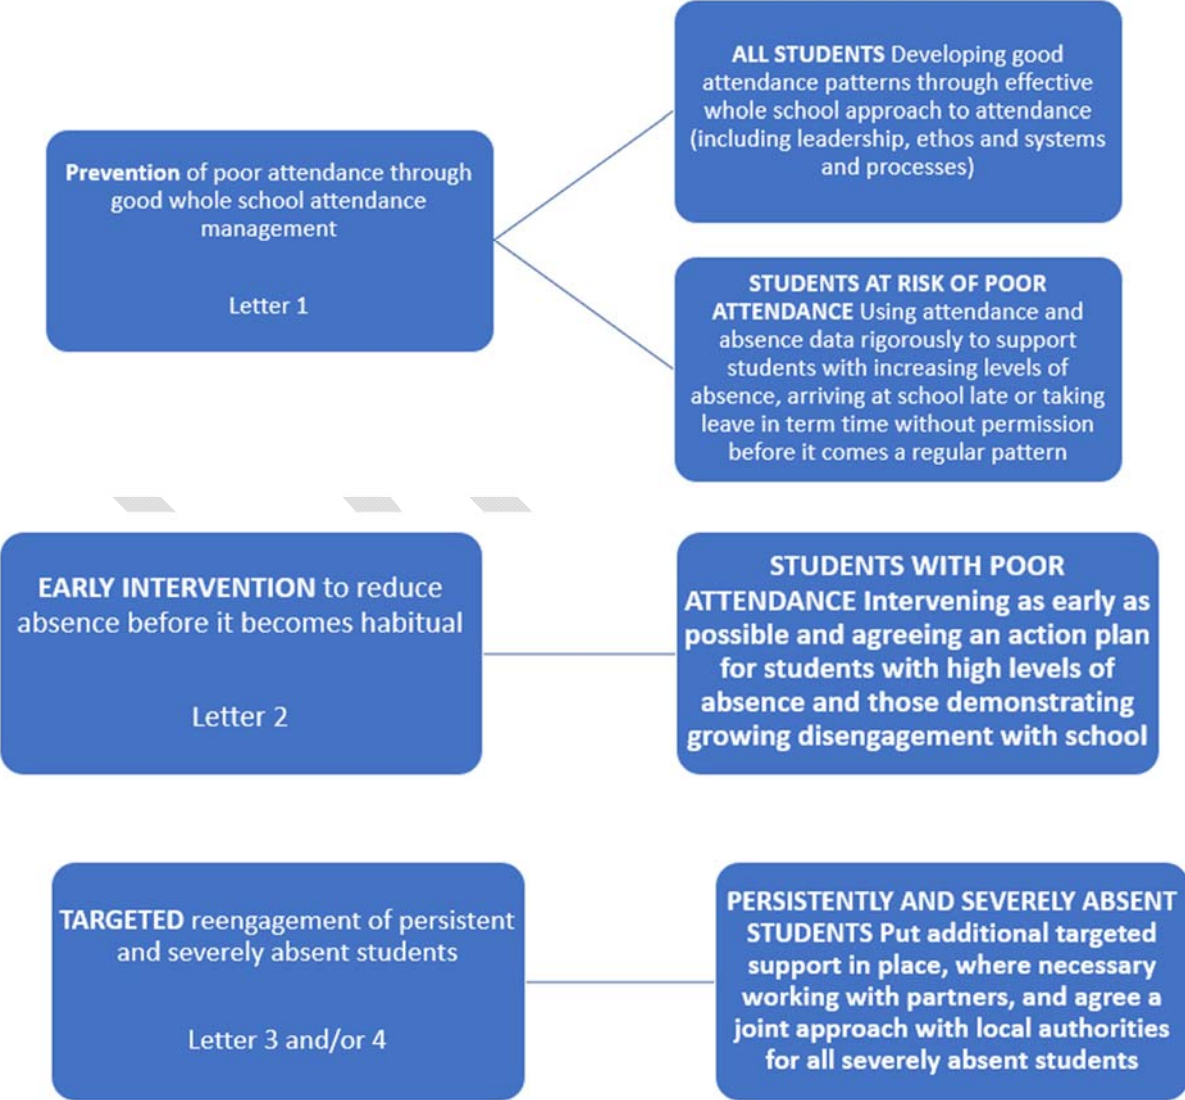 Prevention of poor attendance through
good whole school attendance
management
Letter 1
ALL STUDENTS Developing good
attendance patterns through effective
whole school approach to attendance
(including leadership, ethos and systems
and processes)
STUDENTS AT RISK OF POOR
ATTENDANCE Using attendance and
absence data rigorously to support
students with increasing levels of
absence, arriving at school late or taking
leave in term time without permission
before it comes a regular pattern
EARLY INTERVENTION to reduce
absence before it becomes habitual
Letter 2
STUDENTS WITH POOR
ATTENDANCE Intervening as early as
possible and agreeing an action plan
for students with high levels of
absence and those demonstrating
growing disengagement with school
TARGETED reengagement of persistent
and severely absent students
Letter 3 and/or 4
PERSISTENTLY AND SEVERELY ABSENT
STUDENTS Put additional targeted
support in place, where necessary
working with partners, and agree a
joint approach with local authorities
for all severely absent students